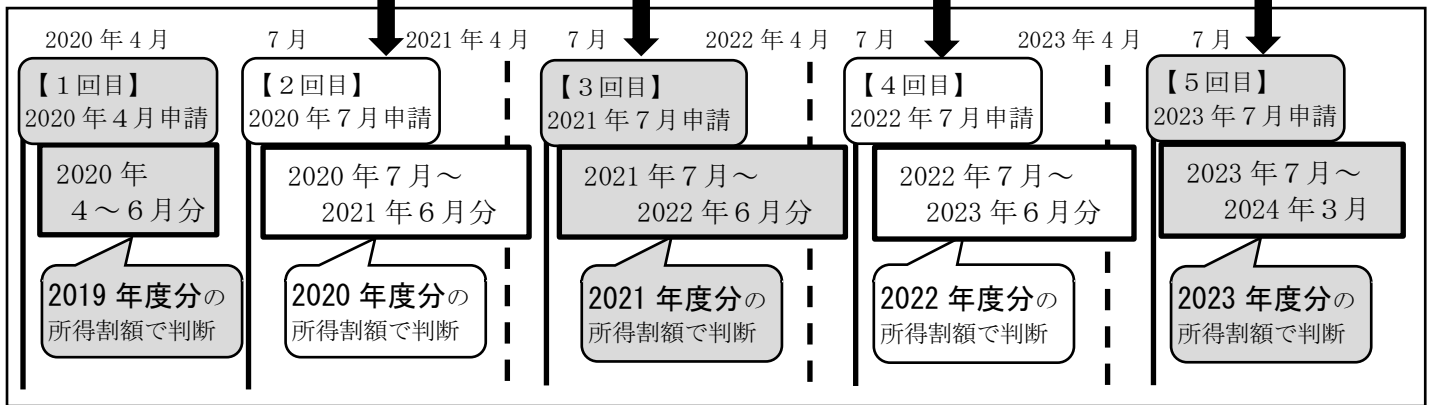 2020年4月 7月 2021年4月 7月 2022年4月 7月 2023年4月 7月
【1回目】
2020年4月申請
2020年
4～6月分
2019年度分の
所得割額で判断
【2回目】
2020年7月申請
2020年7月～
2021年6月分
2020年度分の
所得割額で判断
【3回目】
2021年7月申請
2021年7月～
2022年6月分
2021年度分の
所得割額で判断
【4回目】
2022年7月申請
2022年7月～
2023年6月分
2022年度分の
所得割額で判断
【5回目】
2023年7月申請
2023年7月～
2024年3月
2023年度分の
所得割額で判断